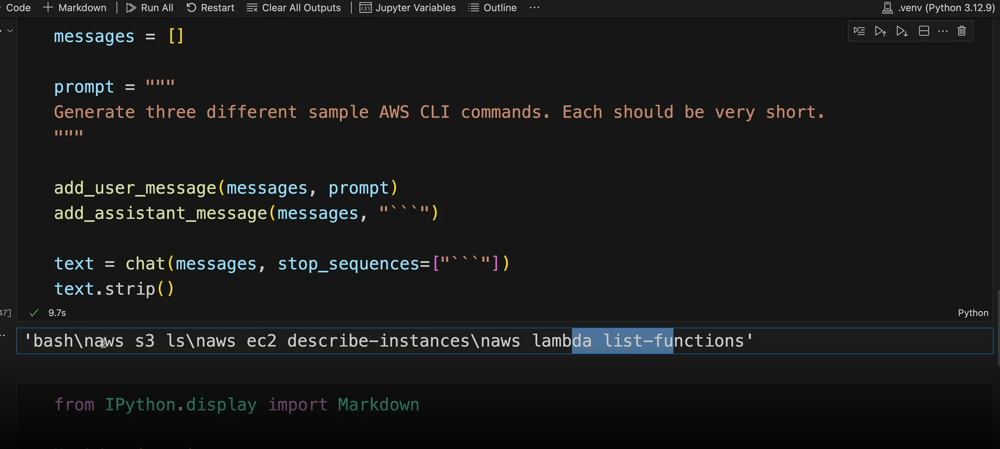 Code + Markdown | Run All Restart Clear All Outputs | Jupyter Variables Outline ... .venv (Python 3.12.9)
messages = []
prompt = """
Generate three different sample AWS CLI commands. Each should be very short.
"""
add_user_message(messages, prompt)
add_assistant_message(messages, "```")
text = chat(messages, stop_sequences=["```"])
text.strip()
47] 9.7s Python
'bash\naws s3 ls\naws ec2 describe-instances\naws lambda list-functions'
from IPython.display import Markdown